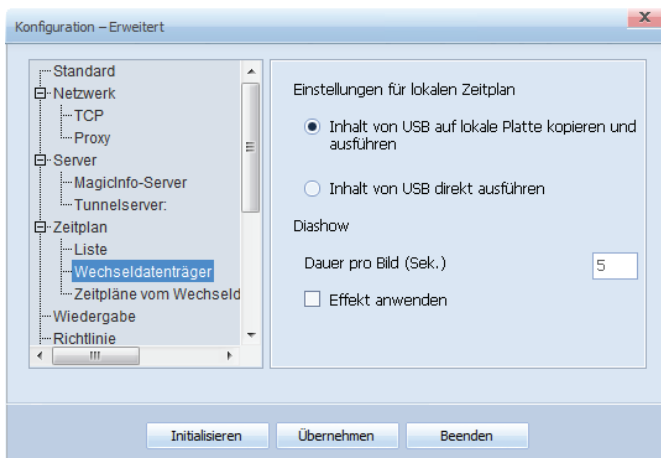 Konfiguration – Erweitert
Standard
Netzwerk
TCP
Proxy
Server
MagicInfo-Server
Tunnelserver:
Zeitplan
Liste
Wechseldatenträger
Zeitpläne vom Wechseld
Wiedergabe
Richtlinie
Einstellungen für lokalen Zeitplan
Inhalt von USB auf lokale Platte kopieren und
ausführen
Inhalt von USB direkt ausführen
Diashow
Dauer pro Bild (Sek.)
5
Effekt anwenden
Initialisieren
Übernehmen
Beenden